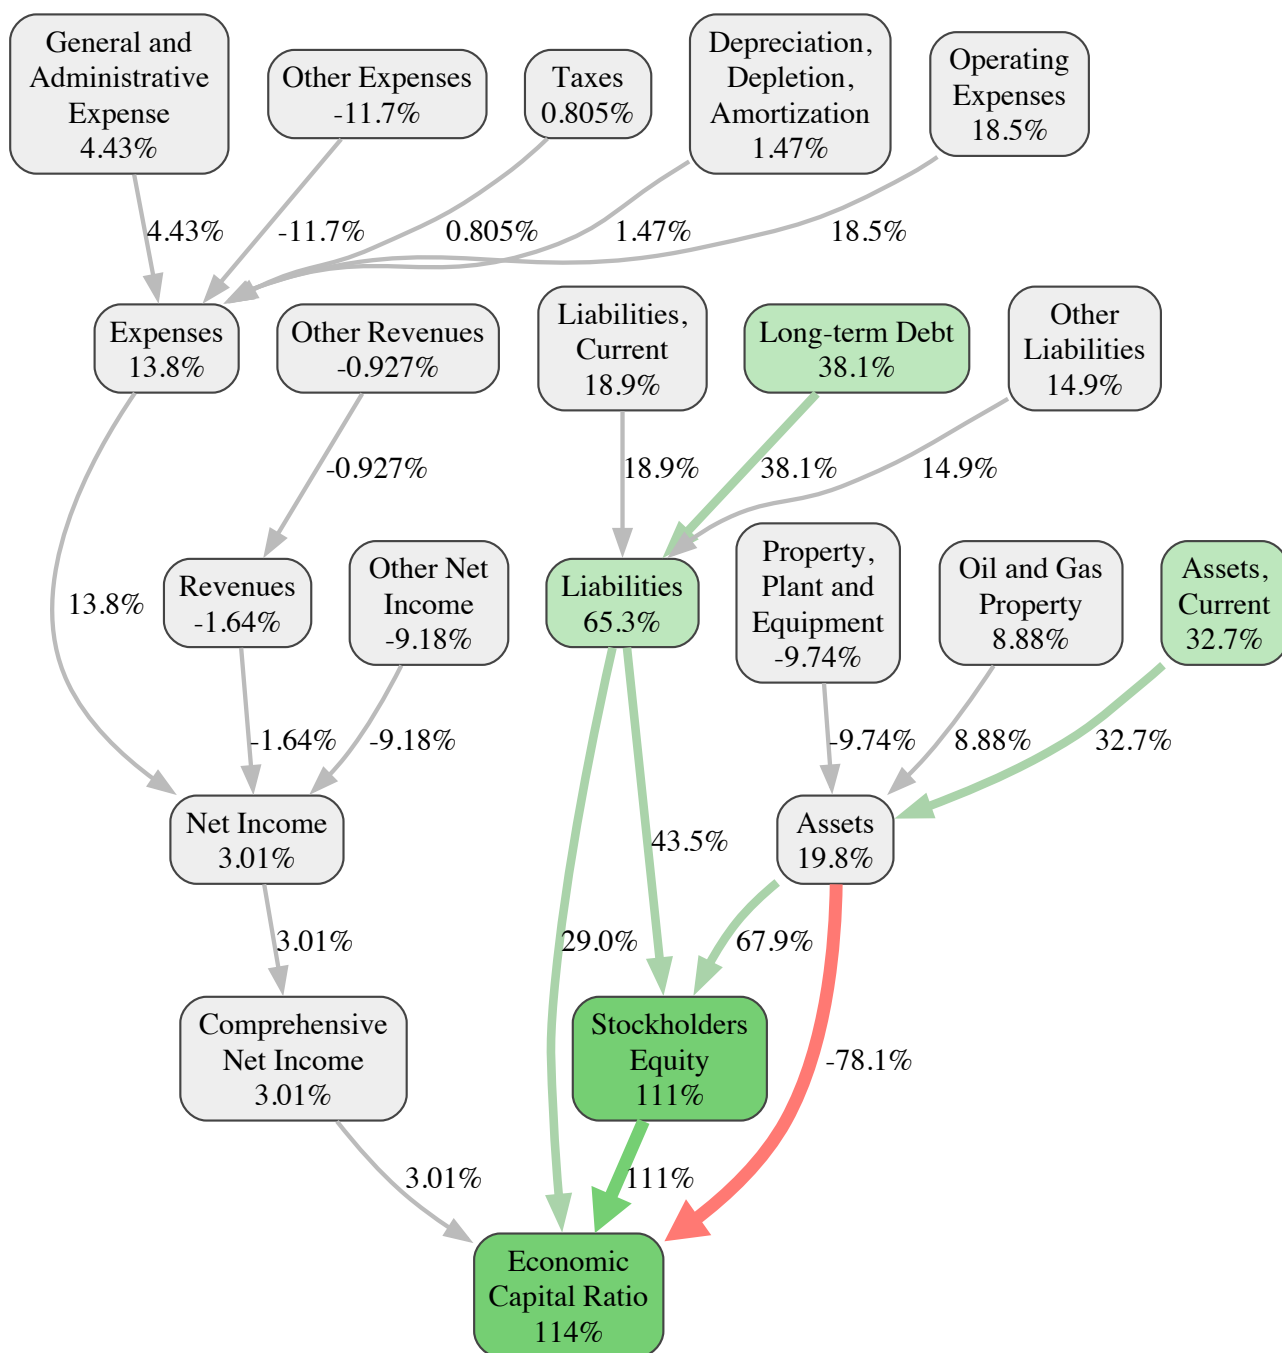 General and
Administrative
Expense
4.43%
Other Expenses
-11.7%
Taxes
0.805%
Depreciation,
Depletion,
Amortization
1.47%
Operating
Expenses
18.5%
4.43%
-11.7%
0.805%
1.47%
18.5%
Expenses
13.8%
Other Revenues
-0.927%
Liabilities,
Current
18.9%
Long-term Debt
38.1%
Other
Liabilities
14.9%
-0.927%
18.9%
38.1%
14.9%
13.8%
Revenues
-1.64%
Other Net
Income
-9.18%
Liabilities
65.3%
Property,
Plant and
Equipment
-9.74%
Oil and Gas
Property
8.88%
Assets,
Current
32.7%
-1.64%
-9.18%
-9.74%
8.88%
32.7%
Net Income
3.01%
43.5%
Assets
19.8%
3.01%
29.0%
67.9%
Comprehensive
Net Income
3.01%
Stockholders
Equity
111%
-78.1%
3.01%
111%
Economic
Capital Ratio
114%